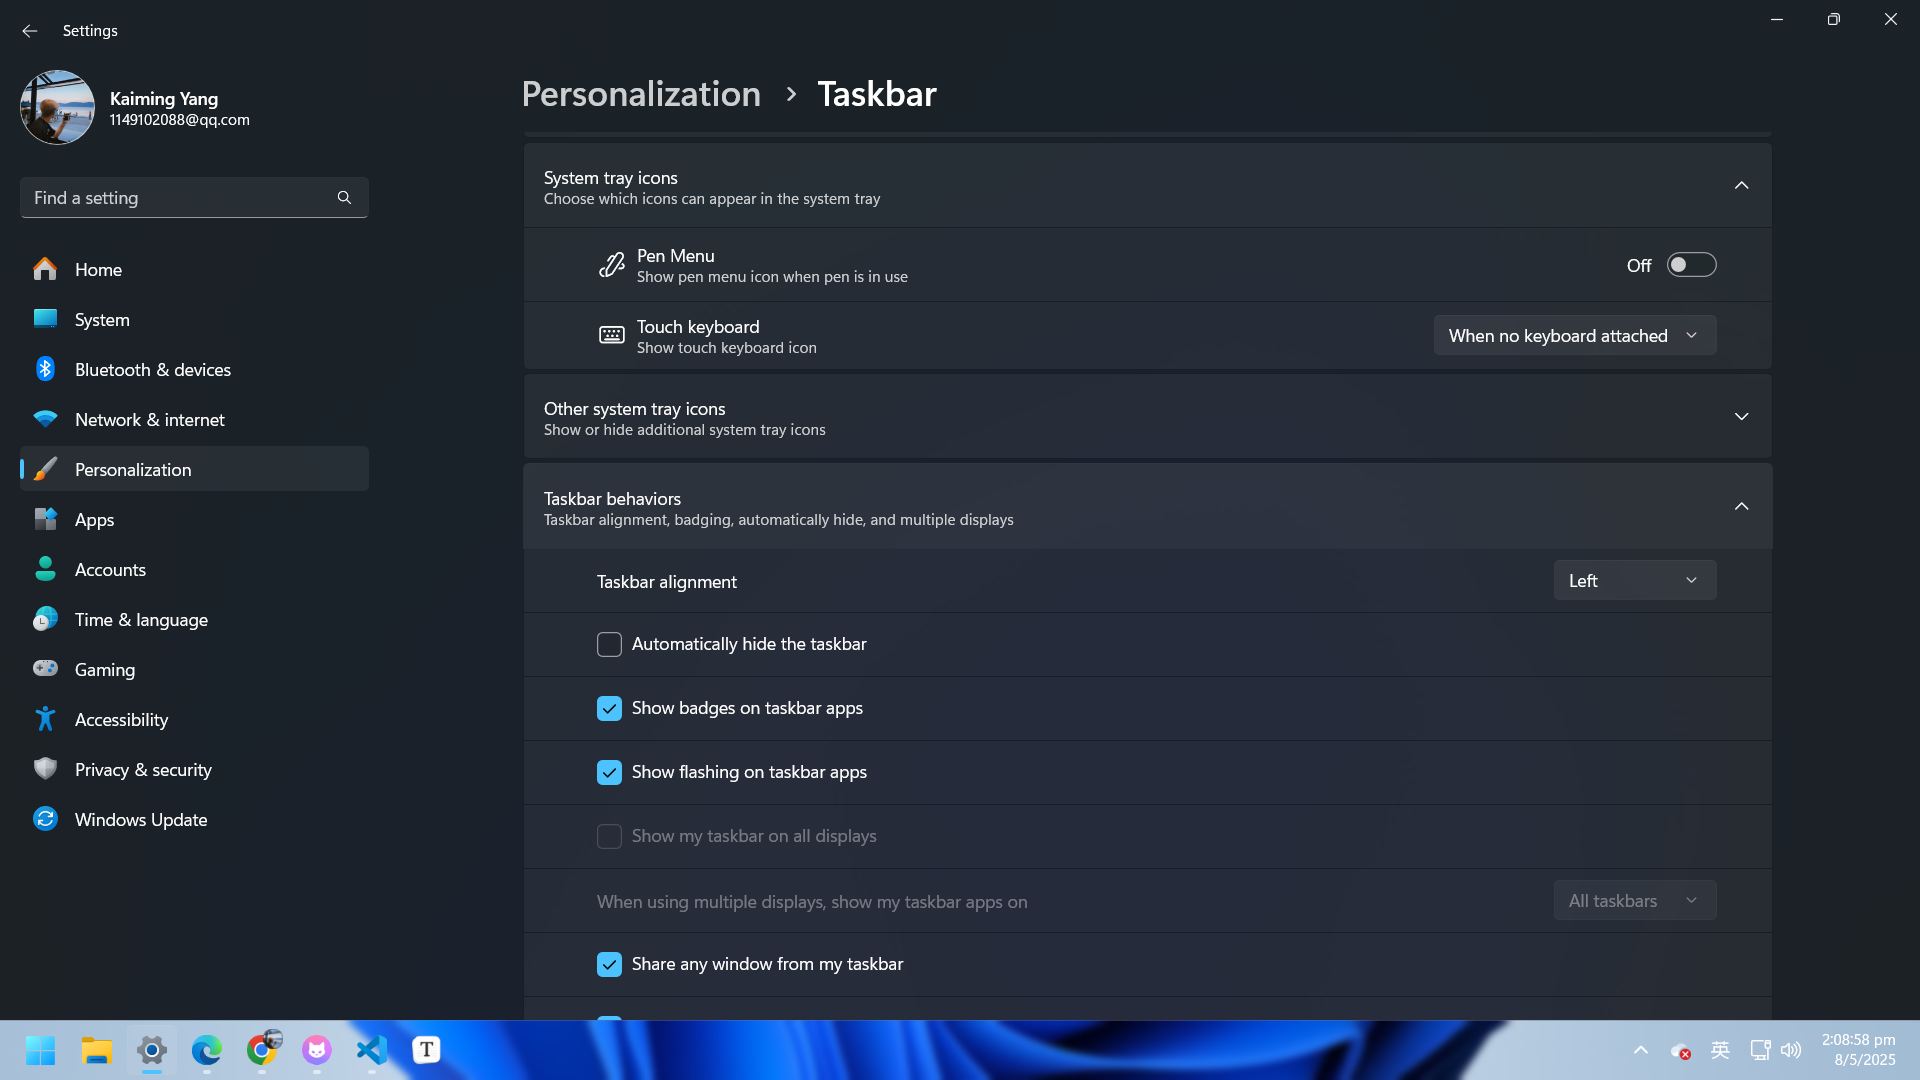 Settings
Kaiming Yang
1149102088@qq.com
Find a setting
Home
System
Bluetooth & devices
Network & internet
Personalization
Apps
Accounts
Time & language
Gaming
Accessibility
Privacy & security
Windows Update
Personalization > Taskbar
System tray icons
Choose which icons can appear in the system tray
Pen Menu
Show pen menu icon when pen is in use
Off
Touch keyboard
Show touch keyboard icon
When no keyboard attached
Other system tray icons
Show or hide additional system tray icons
Taskbar behaviors
Taskbar alignment, badging, automatically hide, and multiple displays
Taskbar alignment
Left
Automatically hide the taskbar
Show badges on taskbar apps
Show flashing on taskbar apps
Show my taskbar on all displays
When using multiple displays, show my taskbar apps on
All taskbars
Share any window from my taskbar
T
英
2:08:58 pm
8/5/2025